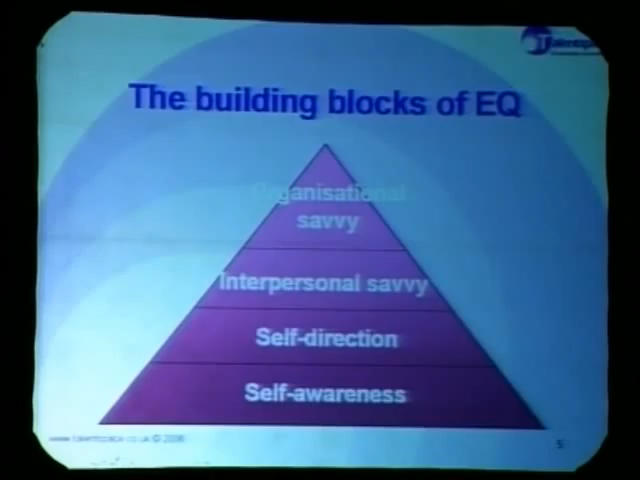 The building blocks of EQ
Organisational
savvy
Interpersonal savvy
Self-direction
Self-awareness
5